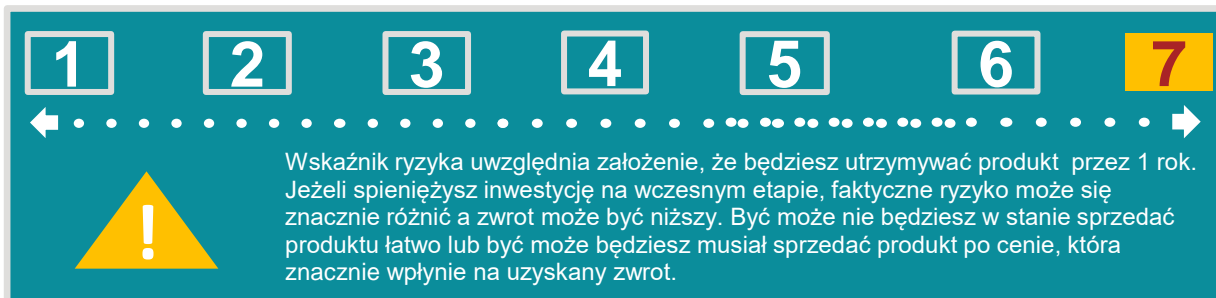 1 2 3 4 5 6 7
Wskaźnik ryzyka uwzględnia założenie, że będziesz utrzymywać produkt przez 1 rok.
Jeżeli spieniężysz inwestycję na wczesnym etapie, faktyczne ryzyko może się
znacznie różnić a zwrot może być niższy. Być może nie będziesz w stanie sprzedać
produktu łatwo lub być może będziesz musiał sprzedać produkt po cenie, która
znacznie wpłynie na uzyskany zwrot.
!